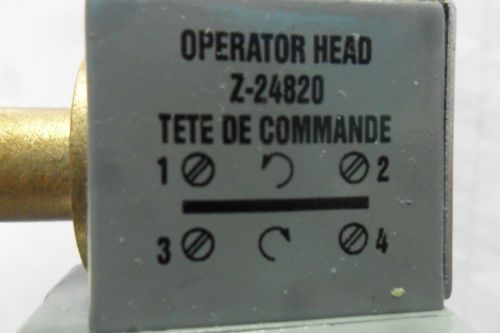 OPERATOR HEAD
Z-24820
TETE DE COMMANDE
1 2
3 4